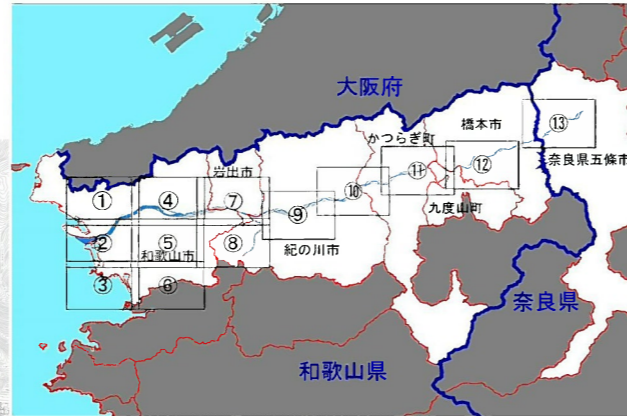 大阪府
⑬
橋本市
かつらぎ町
奈良県五條市
岩出市
⑫
⑪
①
④
⑦
⑩
⑨
九度山町
②
⑤
⑧
紀の川市
和歌山市
③
⑥
奈良県
和歌山県